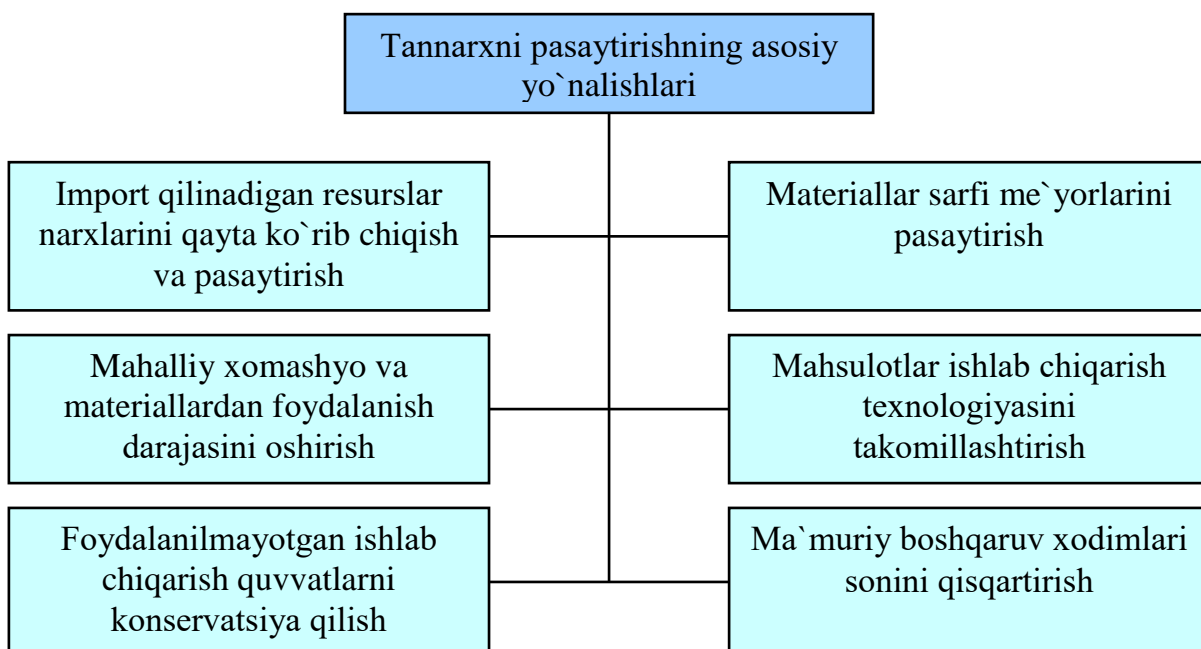 Tannarxni pasaytirishning asosiy
yo`nalishlari
Import qilinadigan resurslar
narxlarini qayta ko`rib chiqish
va pasaytirish
Materiallar sarfi me`yorlarini
pasaytirish
Mahalliy xomashyo va
materiallardan foydalanish
darajasini oshirish
Mahsulotlar ishlab chiqarish
texnologiyasini
takomillashtirish
Foydalanilmayotgan ishlab
chiqarish quvvatlarni
konservatsiya qilish
Ma`muriy boshqaruv xodimlari
sonini qisqartirish